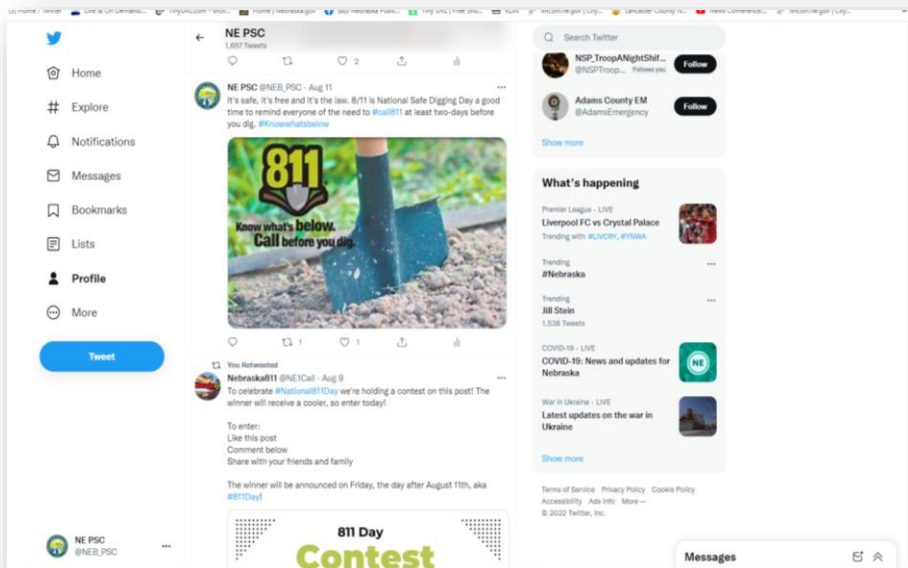 Home
Explore
Notifications
Messages
Bookmarks
Lists
Profile
More
Tweet
NE PSC
@NEB_PSC
NE PSC
1,657 Tweets
2
NE PSC @NEB_PSC · Aug 11
It's safe, it's free and it's the law. 8/11 is National Safe Digging Day a good
time to remind everyone of the need to #call811 at least two-days before
you dig. #Knowwhatsbelow
811
Know what's below.
Call before you dig.
1
1
You Retweeted
Nebraska811 @NE1Call · Aug 9
To celebrate #National811Day we're holding a contest on this post! The
winner will receive a cooler, so enter today!
To enter:
Like this post
Comment below
Share with your friends and family
The winner will be announced on Friday, the day after August 11th, aka
#811Day!
811 Day
Contest
Search Twitter
NSP_TroopANightShif...
@NSPTroop... Follows you
Follow
Adams County EM
@AdamsEmergency
Follow
Show more
What's happening
Premier League · LIVE
Liverpool FC vs Crystal Palace
Trending with #LIVCRY, #YNWA
Trending
#Nebraska
Trending
Jill Stein
1,538 Tweets
COVID-19 · LIVE
COVID-19: News and updates for
Nebraska
NE
War in Ukraine · LIVE
Latest updates on the war in
Ukraine
Show more
Terms of Service Privacy Policy Cookie Policy
Accessibility Ads info More
© 2022 Twitter, Inc.
Messages